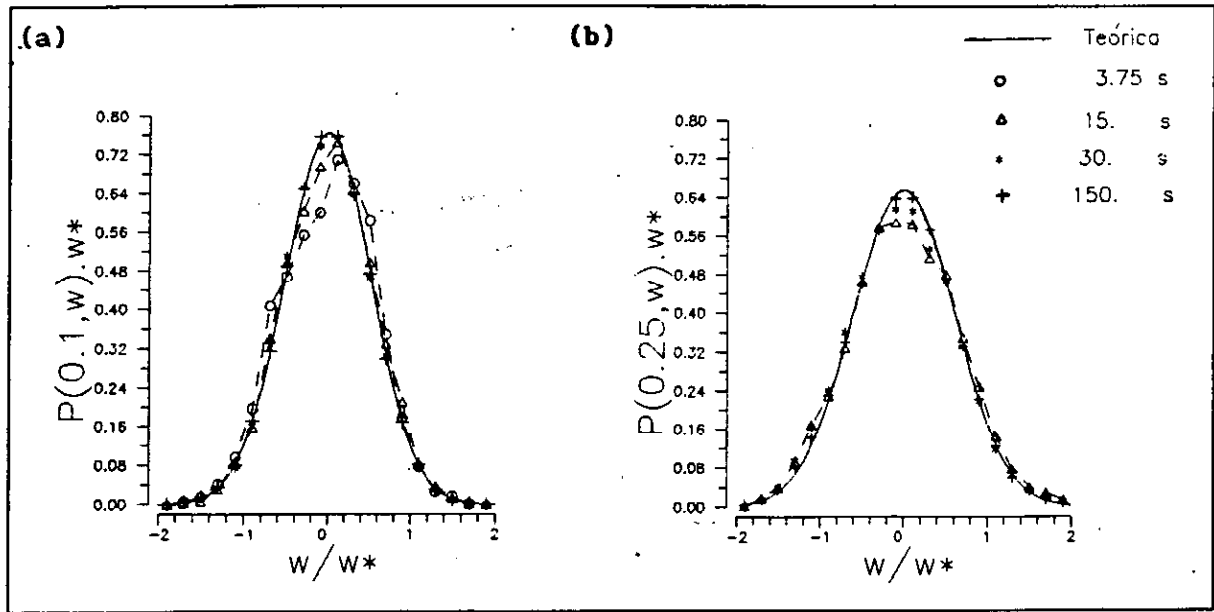 (a)
P(0.1,w).w*
0.80
0.72
0.64
0.56
0.48
0.40
0.32
0.24
0.16
0.08
0.00
-2
-1
0
1
2
W/W*
(b)
P(0.25,w).w*
0.80
0.72
0.64
0.56
0.48
0.40
0.32
0.24
0.16
0.08
0.00
-2
-1
0
1
2
W/W*
Teórica
3.75 s
15. s
30. s
150. s